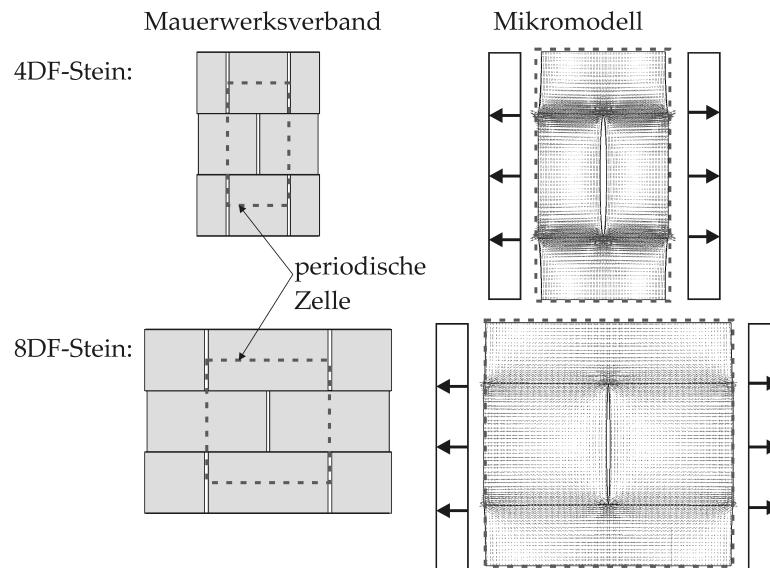 Mauerwerksverband
Mikromodell
4DF-Stein:
periodische
Zelle
8DF-Stein: